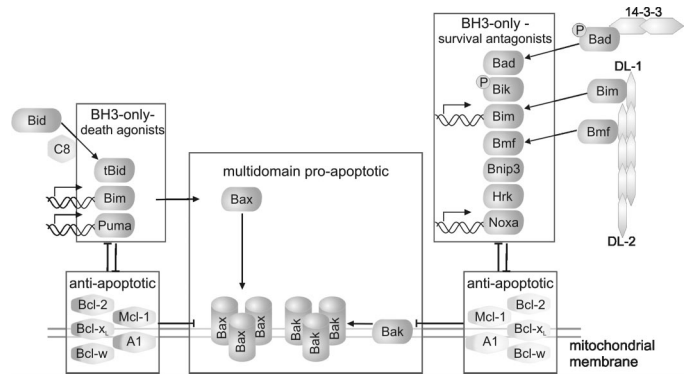 14-3-3
BH3-only -
survival antagonists
P
Bad
Bad
DL-1
P
Bik
Bim
Bim
Bmf
Bmf
Bnip3
Hrk
Noxa
DL-2
BH3-only-
death agonists
Bid
C8
tBid
Bim
Puma
multidomain pro-apoptotic
Bax
Bax
Bax
Bax
Bak
Bak
Bak
Bak
anti-apoptotic
Bcl-2
Mcl-1
Bcl-xL
A1
Bcl-w
anti-apoptotic
Bcl-2
Mcl-1
Bcl-xL
A1
Bcl-w
mitochondrial
membrane